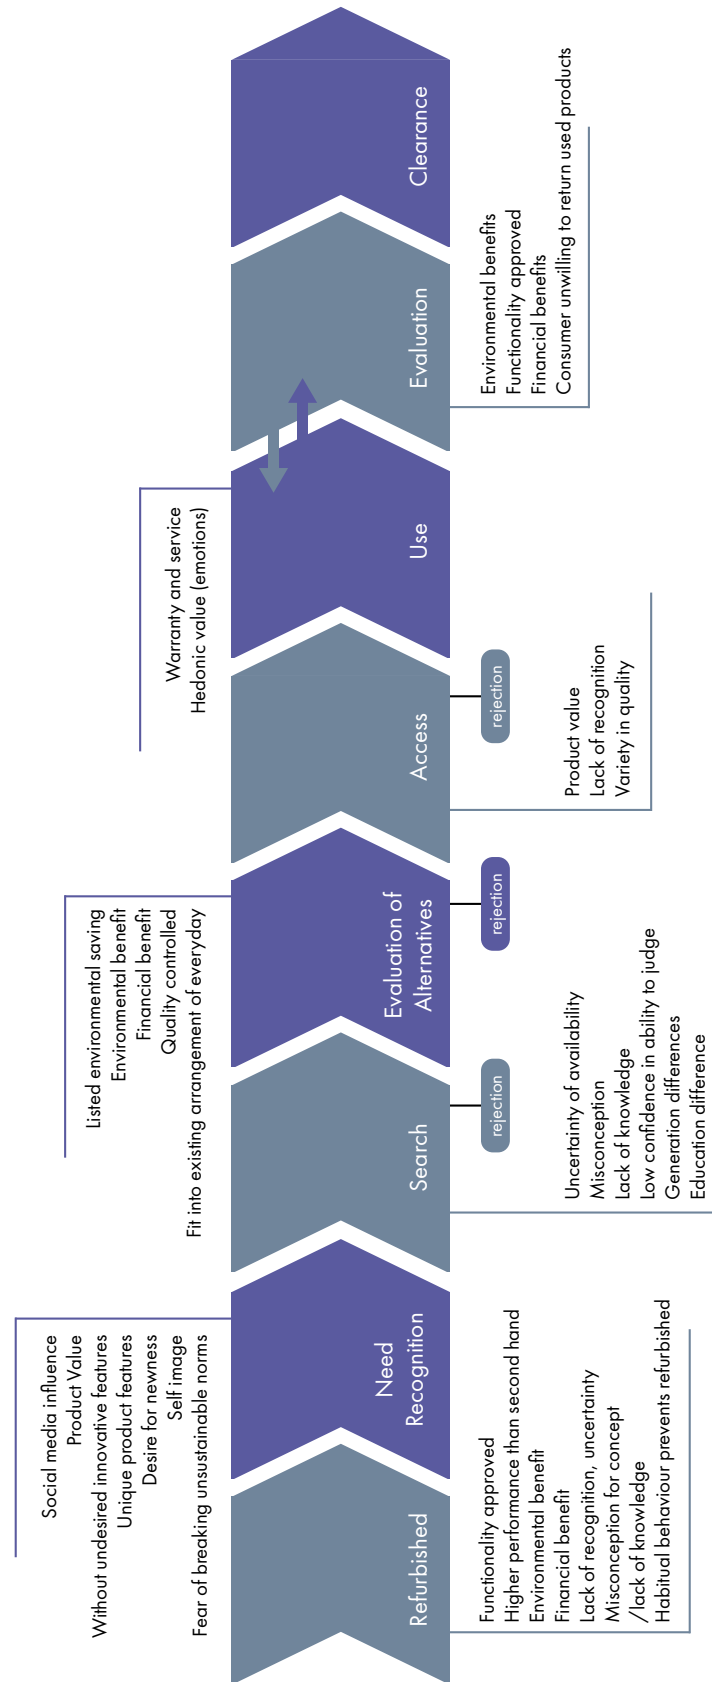 Refurbished
Functionality approved
Higher performance than second hand
Environmental benefit
Financial benefit
Lack of recognition, uncertainty
Misconception for concept
/lack of knowledge
Habitual behaviour prevents refurbished
Need
Recognition
Social media influence
Product Value
Without undesired innovative features
Unique product features
Desire for newness
Self image
Fear of breaking unsustainable norms
Search
rejection
Uncertainty of availability
Misconception
Lack of knowledge
Low confidence in ability to judge
Generation differences
Education difference
Evaluation of
Alternatives
rejection
Listed environmental saving
Environmental benefit
Financial benefit
Quality controlled
Fit into existing arrangement of everyday
Access
rejection
Product value
Lack of recognition
Variety in quality
Use
Warranty and service
Hedonic value (emotions)
Evaluation
Environmental benefits
Functionality approved
Financial benefits
Consumer unwilling to return used products
Clearance